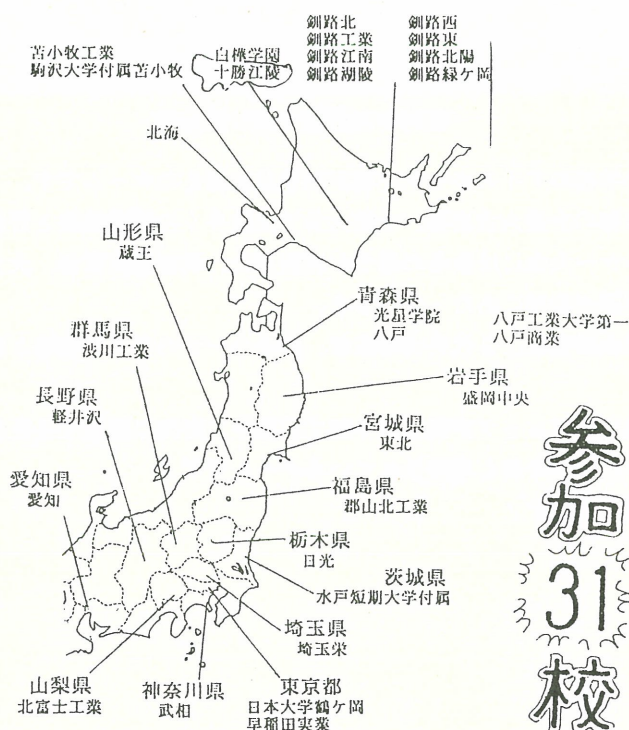 苫小牧工業
駒沢大学付属苫小牧
白樺学園
十勝江陵
釧路北
釧路工業
釧路江南
釧路湖陵
釧路西
釧路東
釧路北陽
釧路緑ケ岡
北海
山形県
蔵王
青森県
光星学院
八戸
八戸工業大学第一
八戸商業
群馬県
渋川工業
岩手県
盛岡中央
長野県
軽井沢
宮城県
東北
愛知県
愛知
福島県
郡山北工業
栃木県
日光
茨城県
水戸短期大学付属
埼玉県
埼玉栄
山梨県
北富士工業
神奈川県
武相
東京都
日本大学鶴ケ岡
早稲田実業
参加31校